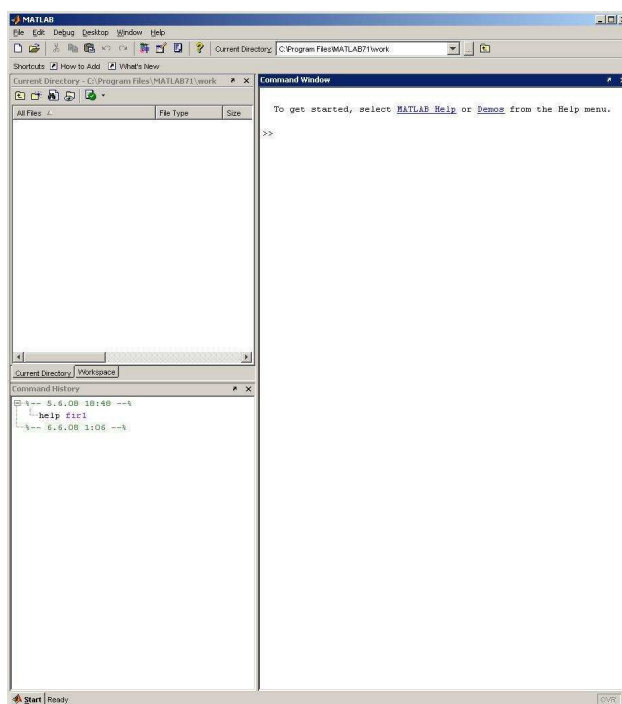 MATLAB
File Edit Debug Desktop Window Help
Current Directory: C:\Program Files\MATLAB71\work
Shortcuts How to Add What's New
Current Directory - C:\Program Files\MATLAB71\work
All Files File Type Size
Current Directory Workspace
Command History
%-- 5.6.08 18:48 --%
help fir1
%-- 6.6.08 1:06 --%
Command Window
To get started, select MATLAB Help or Demos from the Help menu.
>>
Start Ready
OVR